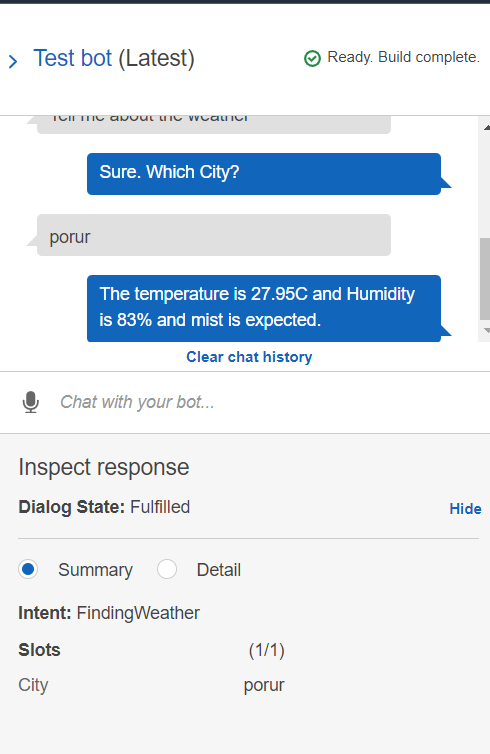 Test bot (Latest)
Ready. Build complete.
Tell me about the weather
Sure. Which City?
porur
The temperature is 27.95C and Humidity
is 83% and mist is expected.
Clear chat history
Chat with your bot...
Inspect response
Dialog State: Fulfilled
Hide
Summary Detail
Intent: FindingWeather
Slots (1/1)
City porur